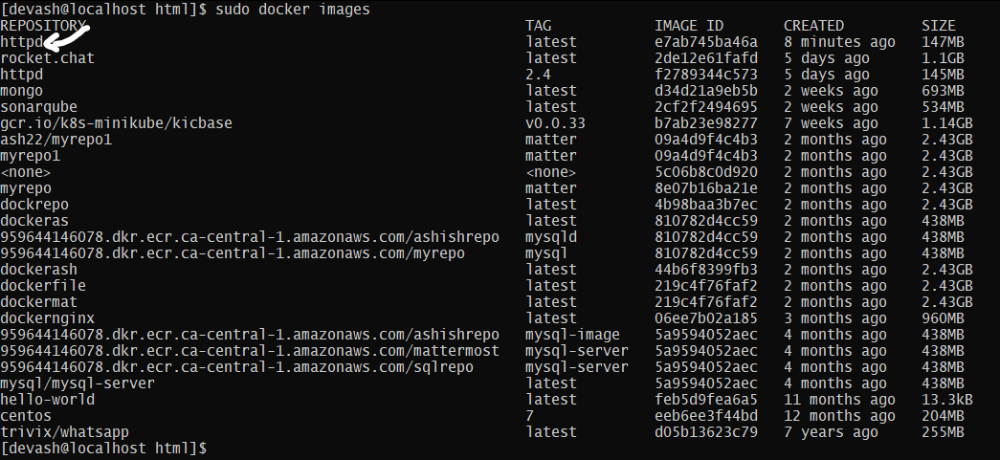 [devash@localhost html]$ sudo docker images
REPOSITORY TAG IMAGE ID CREATED SIZE
httpd latest e7ab745ba46a 8 minutes ago 147MB
rocket.chat latest 2de12e61fafd 5 days ago 1.1GB
httpd 2.4 f2789344c573 5 days ago 145MB
mongo latest d34d21a9eb5b 2 weeks ago 693MB
sonarqube latest 2cf2f2494695 2 weeks ago 534MB
gcr.io/k8s-minikube/kicbase v0.0.33 b7ab23e98277 7 weeks ago 1.14GB
ash22/myrepo1 matter 09a4d9f4c4b3 2 months ago 2.43GB
myrepo1 matter 09a4d9f4c4b3 2 months ago 2.43GB
<none> <none> 5c06b8c0d920 2 months ago 2.43GB
myrepo matter 8e07b16ba21e 2 months ago 2.43GB
dockrepo latest 4b98baa3b7ec 2 months ago 2.43GB
dockeras latest 810782d4cc59 2 months ago 438MB
959644146078.dkr.ecr.ca-central-1.amazonaws.com/ashishrepo mysqld 810782d4cc59 2 months ago 438MB
959644146078.dkr.ecr.ca-central-1.amazonaws.com/myrepo mysql 810782d4cc59 2 months ago 438MB
dockerash latest 44b6f8399fb3 2 months ago 2.43GB
dockerfile latest 219c4f76faf2 2 months ago 2.43GB
dockermat latest 219c4f76faf2 2 months ago 2.43GB
dockernginx latest 06ee7b02a185 3 months ago 960MB
959644146078.dkr.ecr.ca-central-1.amazonaws.com/ashishrepo mysql-image 5a9594052aec 4 months ago 438MB
959644146078.dkr.ecr.ca-central-1.amazonaws.com/mattermost mysql-server 5a9594052aec 4 months ago 438MB
959644146078.dkr.ecr.ca-central-1.amazonaws.com/sqlrepo mysql-server 5a9594052aec 4 months ago 438MB
mysql/mysql-server latest 5a9594052aec 4 months ago 438MB
hello-world latest feb5d9fea6a5 11 months ago 13.3kB
centos 7 eeb6ee3f44bd 12 months ago 204MB
trivix/whatsapp latest d05b13623c79 7 years ago 255MB
[devash@localhost html]$